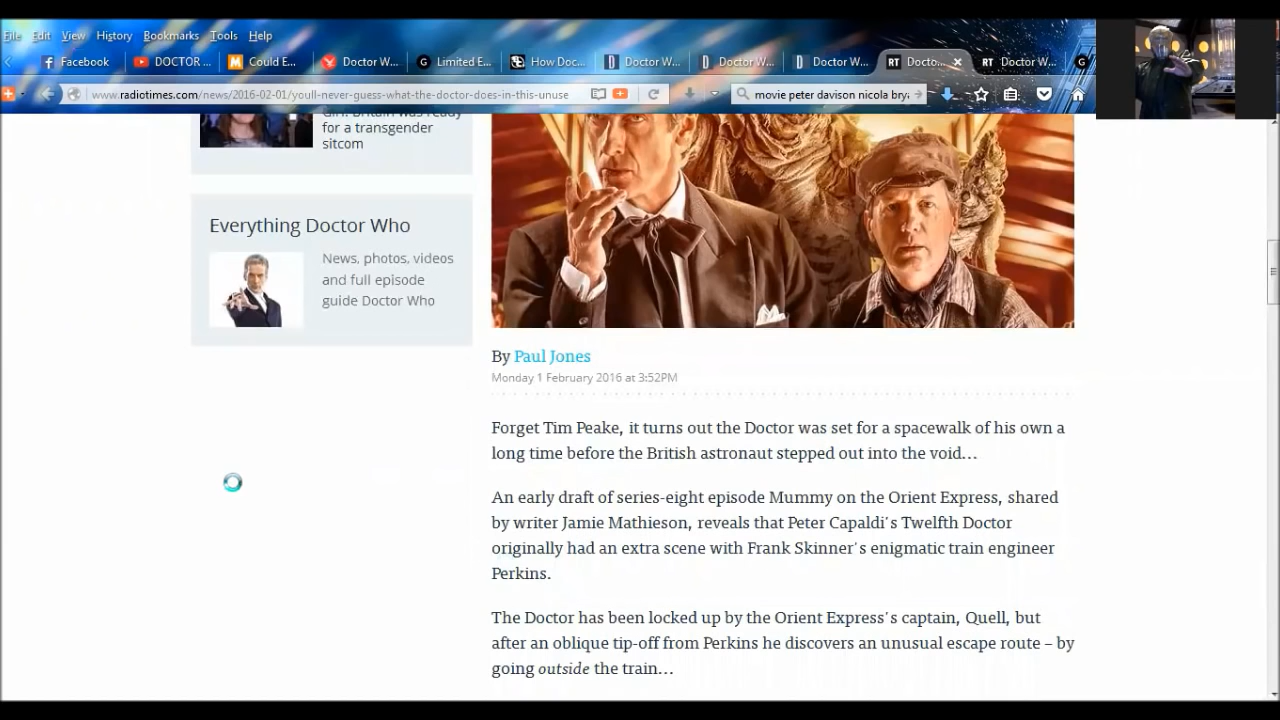 File Edit View History Bookmarks Tools Help
Facebook DOCTOR ... Could E... Doctor W... Limited E... How Doc... Doctor W... Doctor W... Doctor W... RT Docto... RT Doctor W...
www.radiotimes.com/news/2016-02-01/youll-never-guess-what-the-doctor-does-in-this-unuse
movie peter davison nicola bry
for a transgender
sitcom
Everything Doctor Who
News, photos, videos
and full episode
guide Doctor Who
By Paul Jones
Monday 1 February 2016 at 3:52PM
Forget Tim Peake, it turns out the Doctor was set for a spacewalk of his own a
long time before the British astronaut stepped out into the void...
An early draft of series-eight episode Mummy on the Orient Express, shared
by writer Jamie Mathieson, reveals that Peter Capaldi's Twelfth Doctor
originally had an extra scene with Frank Skinner's enigmatic train engineer
Perkins.
The Doctor has been locked up by the Orient Express's captain, Quell, but
after an oblique tip-off from Perkins he discovers an unusual escape route – by
going outside the train...